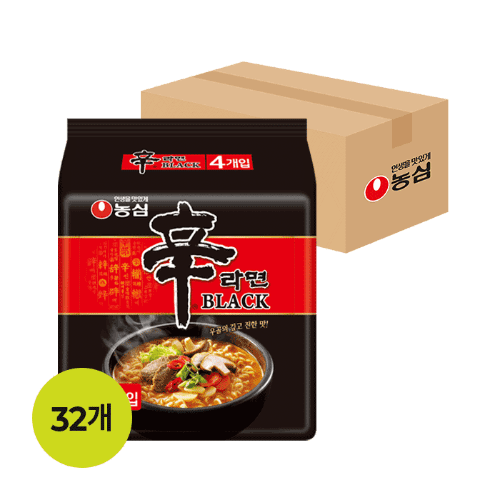 辛 라면 BLACK 4개입
인생을 맛있게
농심
辛
라면
BLACK
우골의 깊고 진한 맛!
입
32개
인생을 맛있게
농심